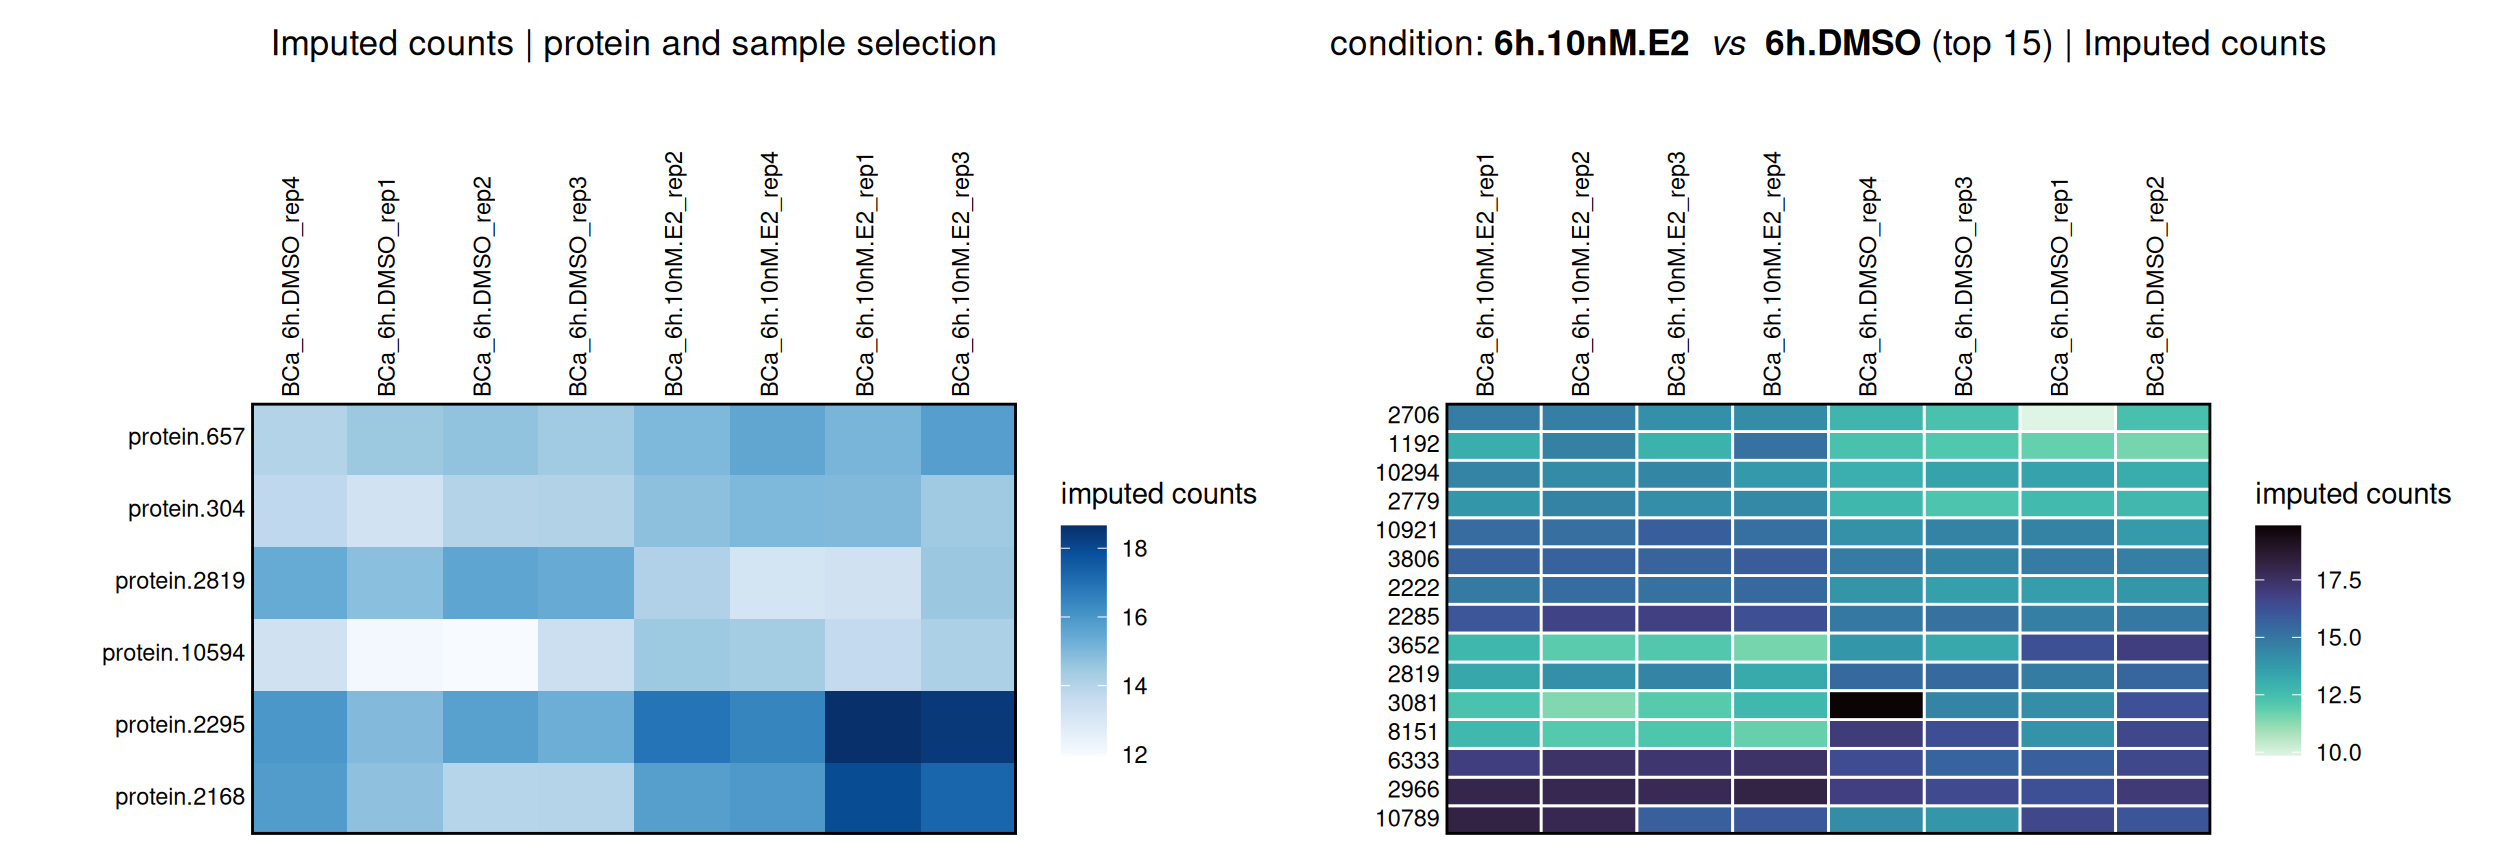 Imputed counts | protein and sample selection
BCa_6h.DMSO_rep4
BCa_6h.DMSO_rep1
BCa_6h.DMSO_rep2
BCa_6h.DMSO_rep3
BCa_6h.10nM.E2_rep2
BCa_6h.10nM.E2_rep4
BCa_6h.10nM.E2_rep1
BCa_6h.10nM.E2_rep3
protein.657
protein.304
protein.2819
protein.10594
protein.2295
protein.2168
imputed counts
18
16
14
12
condition: 6h.10nM.E2 vs 6h.DMSO (top 15) | Imputed counts
BCa_6h.10nM.E2_rep1
BCa_6h.10nM.E2_rep2
BCa_6h.10nM.E2_rep3
BCa_6h.10nM.E2_rep4
BCa_6h.DMSO_rep4
BCa_6h.DMSO_rep3
BCa_6h.DMSO_rep1
BCa_6h.DMSO_rep2
2706
1192
10294
2779
10921
3806
2222
2285
3652
2819
3081
8151
6333
2966
10789
imputed counts
17.5
15.0
12.5
10.0